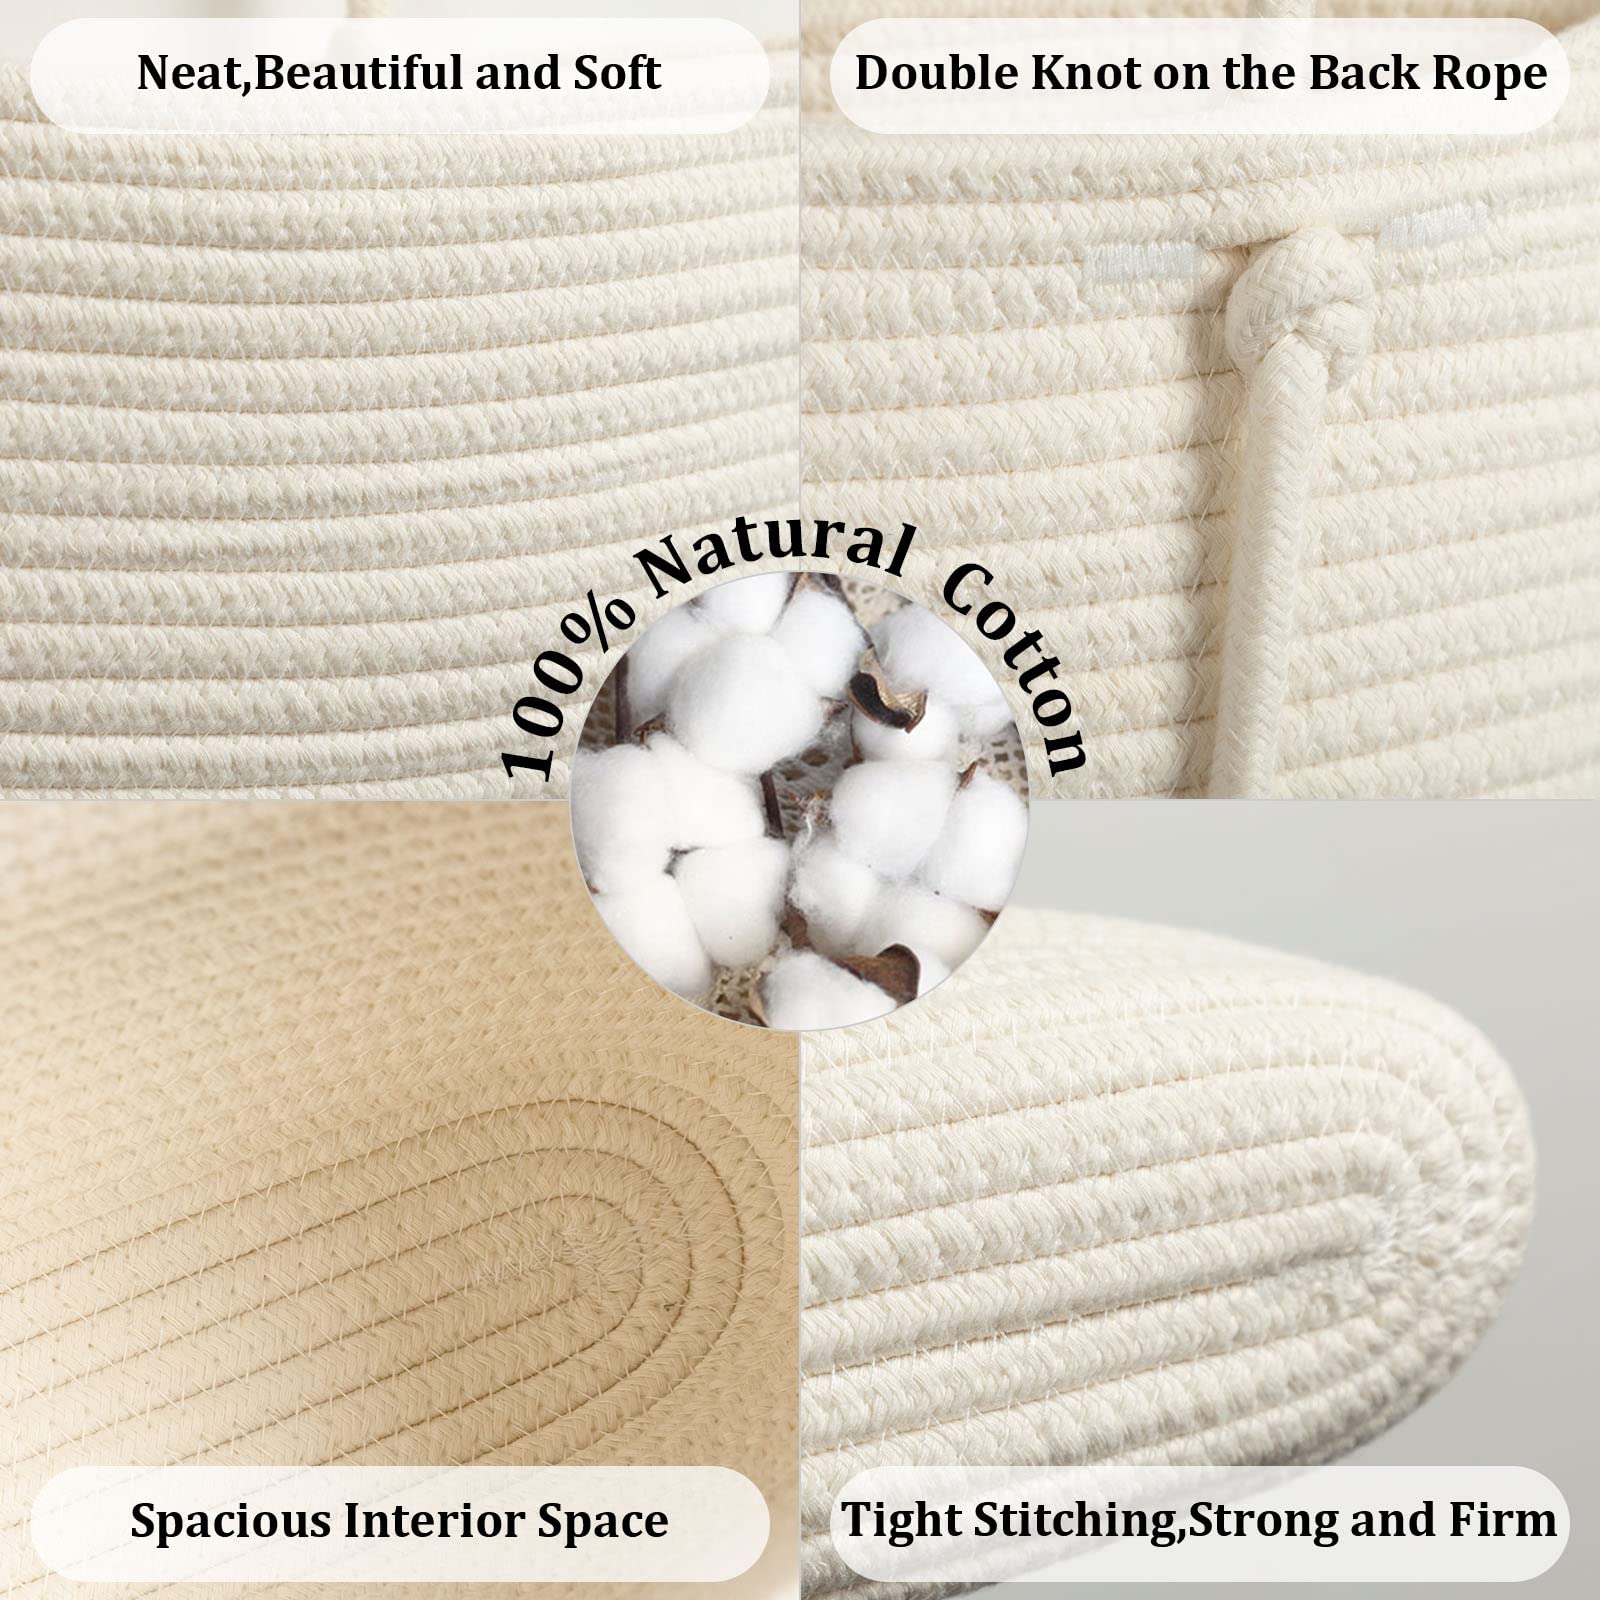 Neat,Beautiful and Soft
Double Knot on the Back Rope
100% Natural Cotton
Spacious Interior Space
Tight Stitching,Strong and Firm